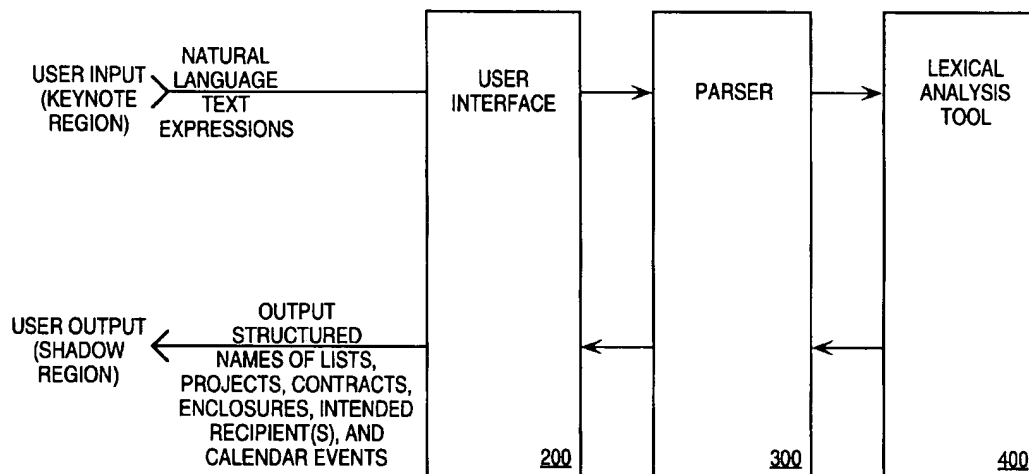 USER INPUT
(KEYNOTE
REGION)
NATURAL
LANGUAGE
TEXT
EXPRESSIONS
USER
INTERFACE
PARSER
LEXICAL
ANALYSIS
TOOL
USER OUTPUT
(SHADOW
REGION)
OUTPUT
STRUCTURED
NAMES OF LISTS,
PROJECTS, CONTRACTS,
ENCLOSURES, INTENDED
RECIPIENT(S), AND
CALENDAR EVENTS
200
300
400